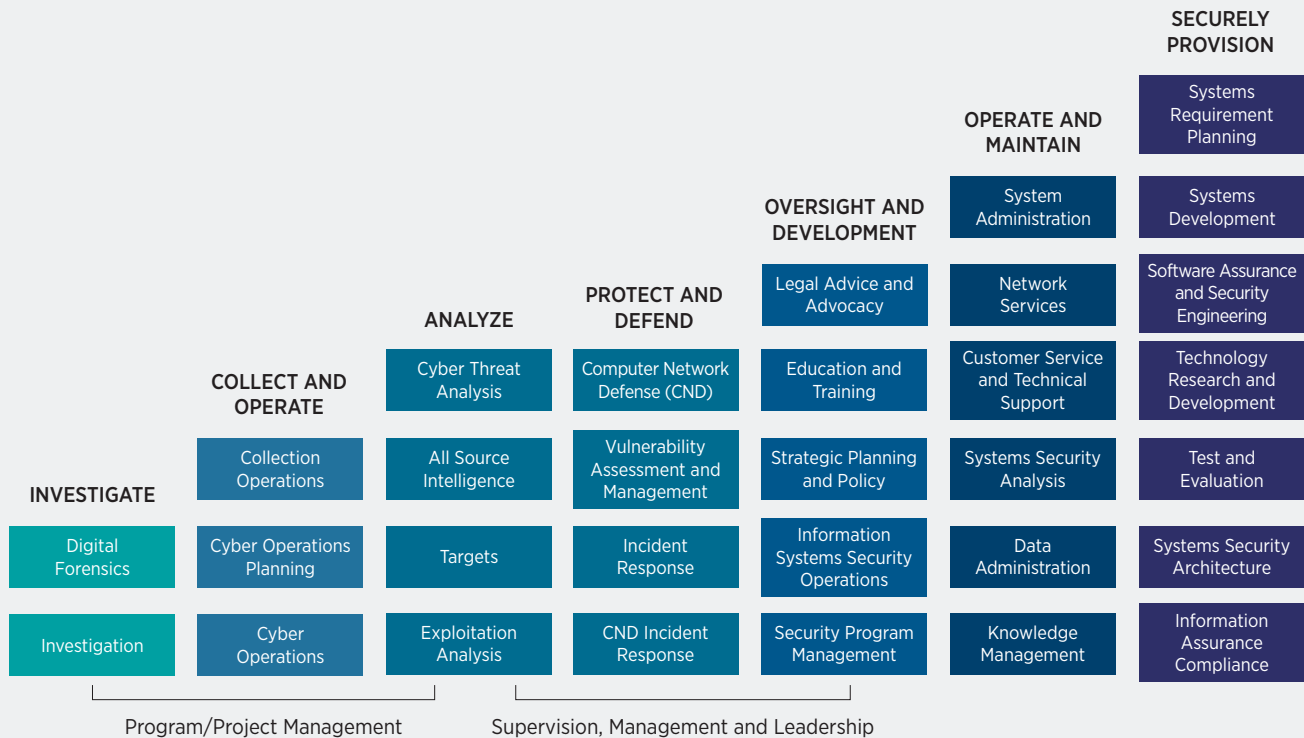 SECURELY
PROVISION
Systems
Requirement
Planning
Systems
Development
Software Assurance
and Security
Engineering
Technology
Research and
Development
Test and
Evaluation
Systems Security
Architecture
Information
Assurance
Compliance
OPERATE AND
MAINTAIN
System
Administration
Network
Services
Customer Service
and Technical
Support
Systems Security
Analysis
Data
Administration
Knowledge
Management
OVERSIGHT AND
DEVELOPMENT
Legal Advice and
Advocacy
Education and
Training
Strategic Planning
and Policy
Information
Systems Security
Operations
Security Program
Management
PROTECT AND
DEFEND
Computer Network
Defense (CND)
Vulnerability
Assessment and
Management
Incident
Response
CND Incident
Response
ANALYZE
Cyber Threat
Analysis
All Source
Intelligence
Targets
Exploitation
Analysis
COLLECT AND
OPERATE
Collection
Operations
Cyber Operations
Planning
Cyber
Operations
INVESTIGATE
Digital
Forensics
Investigation
Program/Project Management
Supervision, Management and Leadership